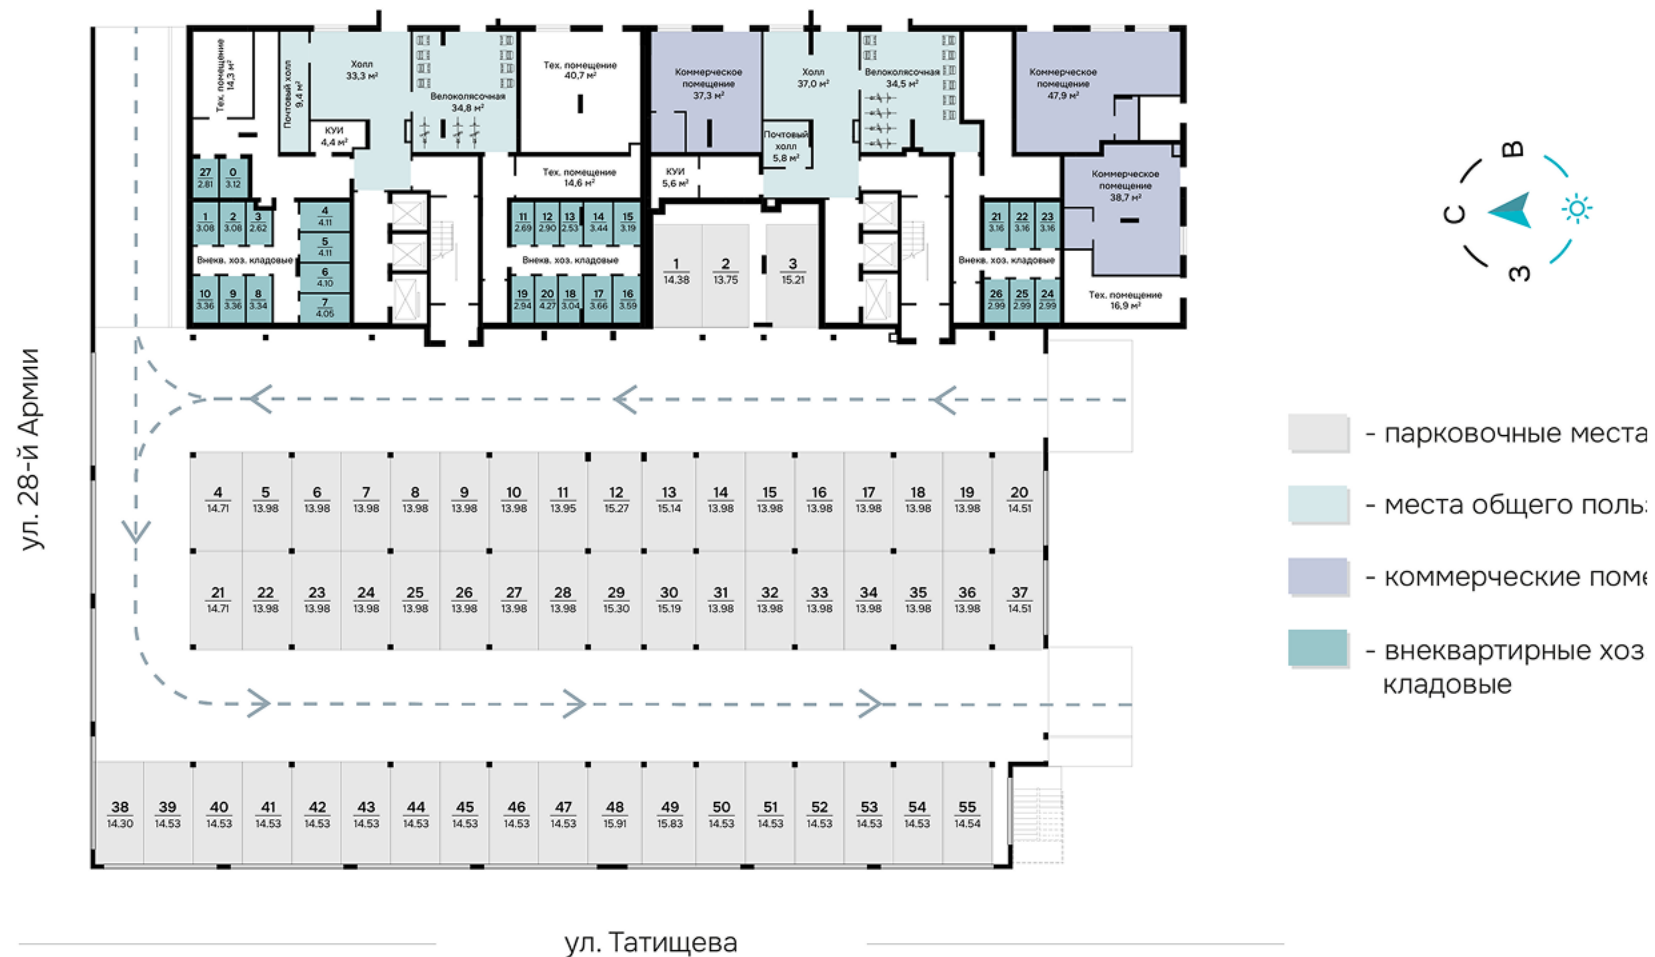 Тех. помещение
14,3 м²
Почтовый холл
9,4 м²
Холл
33,3 м²
КУИ
4,4 м²
Велоколясочная
34,8 м²
Тех. помещение
40,7 м²
Тех. помещение
14,6 м²
Коммерческое
помещение
37,3 м²
КУИ
5,6 м²
Холл
37,0 м²
Почтовый
холл
5,8 м²
Велоколясочная
34,5 м²
Коммерческое
помещение
47,9 м²
Коммерческое
помещение
38,7 м²
Тех. помещение
16,9 м²
27 0
2.81 3.12
1 2 3
3.08 3.08 2.62
4
4.11
5
4.11
6
4.10
7
4.05
Внекв. хоз. кладовые
10 9 8
3.36 3.36 3.34
11 12 13 14 15
2.69 2.90 2.53 3.44 3.19
Внекв. хоз. кладовые
19 20 18 17 16
2.94 4.27 3.04 3.66 3.59
1 2 3
14.38 13.75 15.21
21 22 23
3.16 3.16 3.16
Внекв. хоз. кладовые
26 25 24
2.99 2.99 2.99
4 5 6 7 8 9 10 11 12 13 14 15 16 17 18 19 20
14.71 13.98 13.98 13.98 13.98 13.98 13.98 13.95 15.27 15.14 13.98 13.98 13.98 13.98 13.98 13.98 14.51
21 22 23 24 25 26 27 28 29 30 31 32 33 34 35 36 37
14.71 13.98 13.98 13.98 13.98 13.98 13.98 13.98 15.30 15.19 13.98 13.98 13.98 13.98 13.98 13.98 14.51
38 39 40 41 42 43 44 45 46 47 48 49 50 51 52 53 54 55
14.30 14.53 14.53 14.53 14.53 14.53 14.53 14.53 14.53 14.53 15.91 15.83 14.53 14.53 14.53 14.53 14.53 14.54
ул. 28-й Армии
ул. Татищева
В
С
З
- парковочные места
- места общего поль
- коммерческие пом
- внеквартирные хоз
кладовые